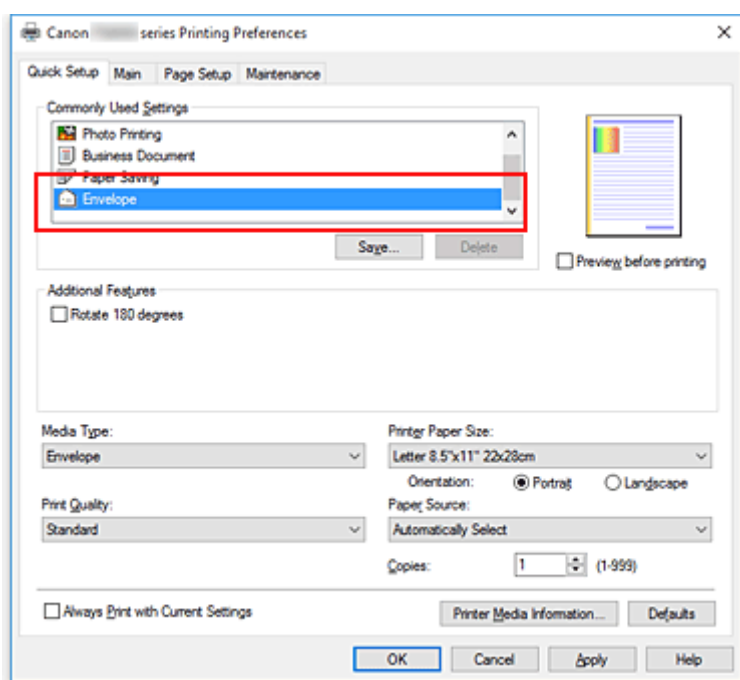 Canon series Printing Preferences
Quick Setup Main Page Setup Maintenance
Commonly Used Settings
Photo Printing
Business Document
Paper Saving
Envelope
Save... Delete
Preview before printing
Additional Features
Rotate 180 degrees
Media Type: Printer Paper Size:
Envelope Letter 8.5"x11" 22x28cm
Orientation: Portrait Landscape
Print Quality: Paper Source:
Standard Automatically Select
Copies: 1 (1-999)
Always Print with Current Settings Printer Media Information... Defaults
OK Cancel Apply Help